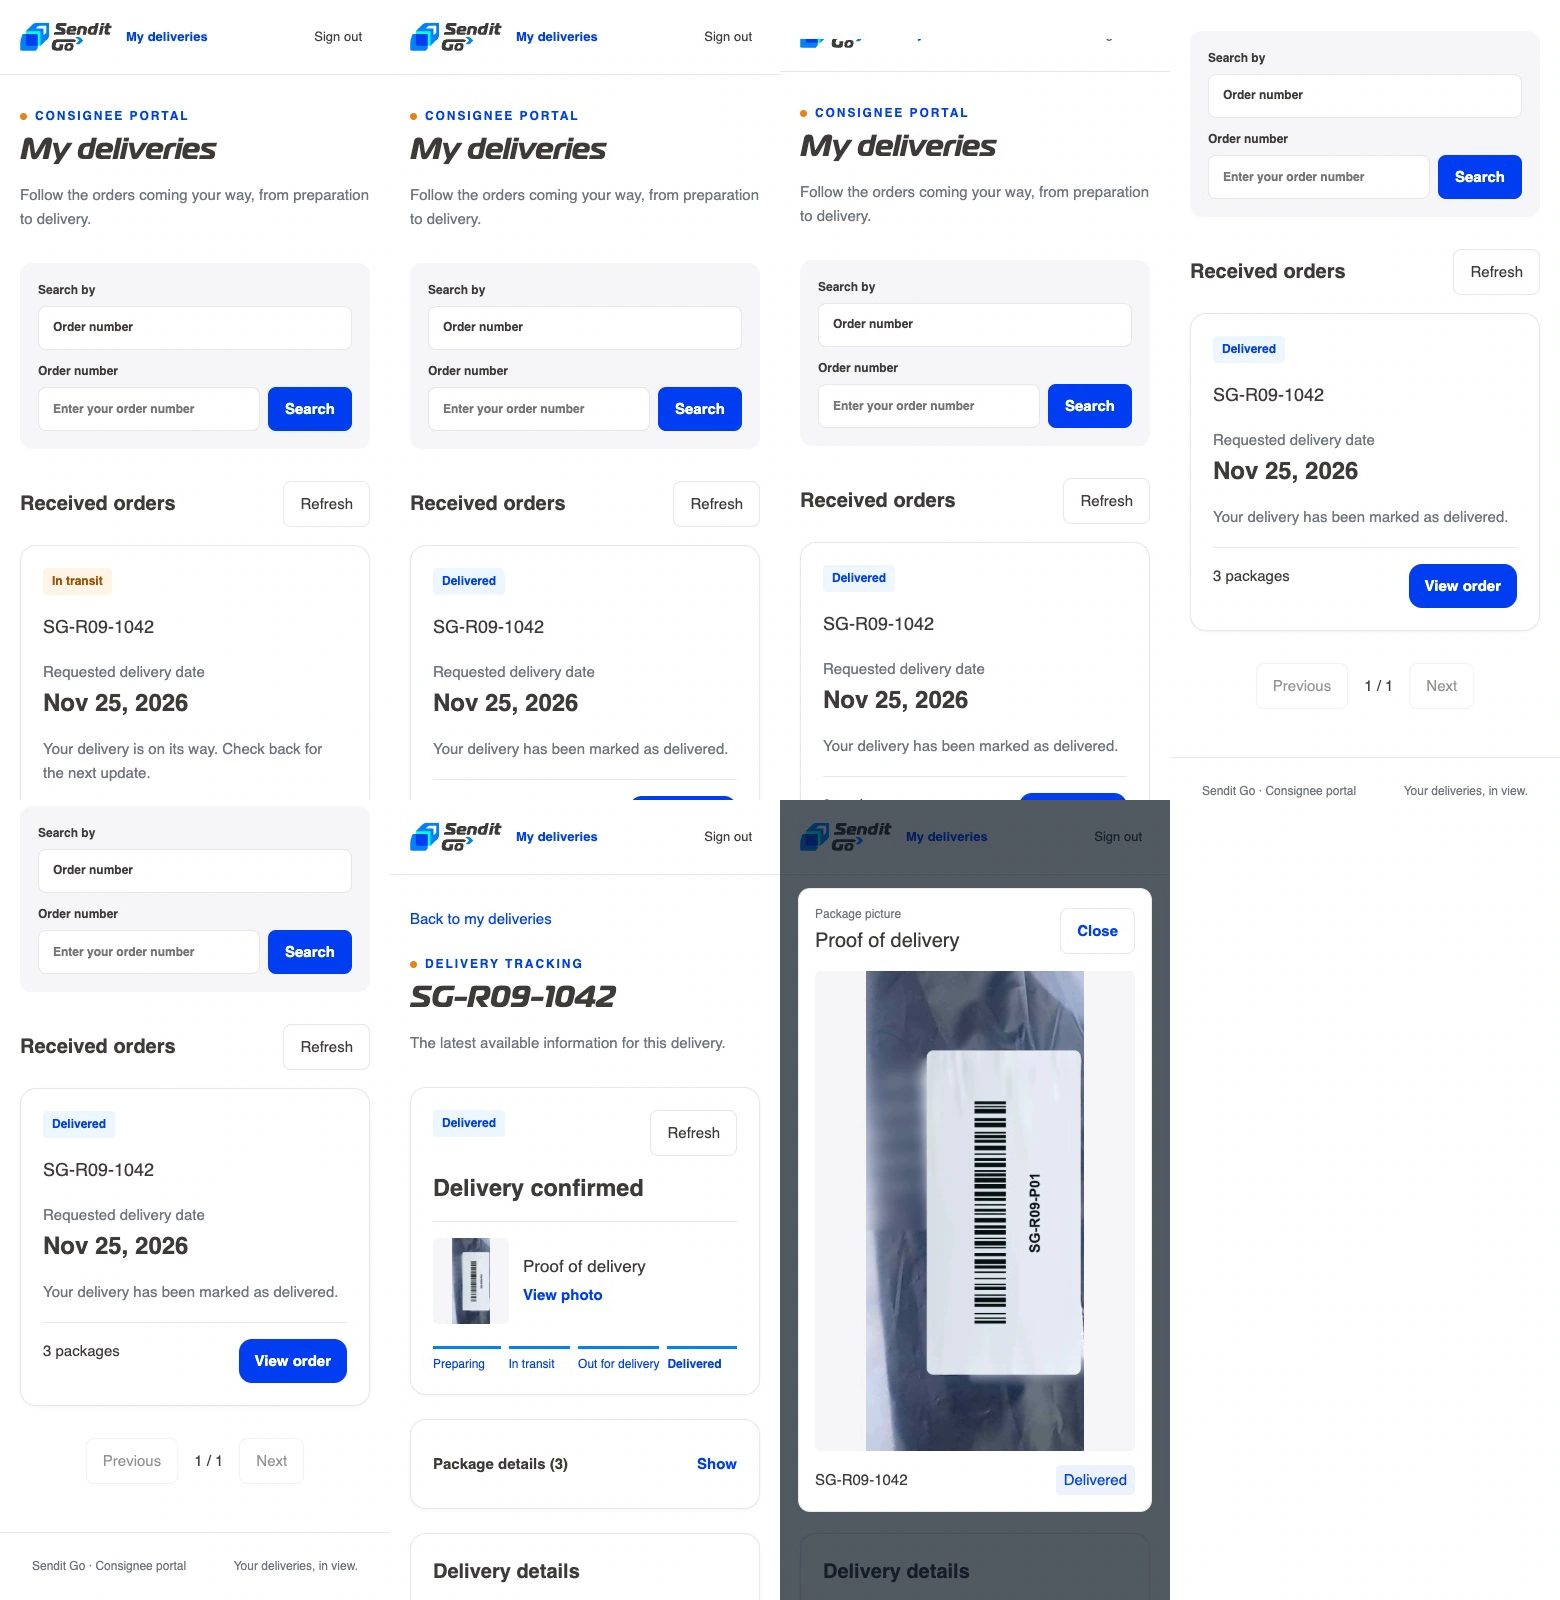 Sendit Go
My deliveries
Sign out
CONSIGNEE PORTAL
My deliveries
Follow the orders coming your way, from preparation
to delivery.
Search by
Order number
Order number
Enter your order number
Search
Received orders
Refresh
In transit
SG-R09-1042
Requested delivery date
Nov 25, 2026
Your delivery is on its way. Check back for
the next update.
Sendit Go
My deliveries
Sign out
CONSIGNEE PORTAL
My deliveries
Follow the orders coming your way, from preparation
to delivery.
Search by
Order number
Order number
Enter your order number
Search
Received orders
Refresh
Delivered
SG-R09-1042
Requested delivery date
Nov 25, 2026
Your delivery has been marked as delivered.
CONSIGNEE PORTAL
My deliveries
Follow the orders coming your way, from preparation
to delivery.
Search by
Order number
Order number
Enter your order number
Search
Received orders
Refresh
Delivered
SG-R09-1042
Requested delivery date
Nov 25, 2026
Your delivery has been marked as delivered.
Search by
Order number
Order number
Enter your order number
Search
Received orders
Refresh
Delivered
SG-R09-1042
Requested delivery date
Nov 25, 2026
Your delivery has been marked as delivered.
3 packages
View order
Previous
1 / 1
Next
Sendit Go · Consignee portal
Your deliveries, in view.
Search by
Order number
Order number
Enter your order number
Search
Received orders
Refresh
Delivered
SG-R09-1042
Requested delivery date
Nov 25, 2026
Your delivery has been marked as delivered.
3 packages
View order
Previous
1 / 1
Next
Sendit Go · Consignee portal
Your deliveries, in view.
Sendit Go
My deliveries
Sign out
Back to my deliveries
DELIVERY TRACKING
SG-R09-1042
The latest available information for this delivery.
Delivered
Refresh
Delivery confirmed
Proof of delivery
View photo
Preparing
In transit
Out for delivery
Delivered
Package details (3)
Show
Delivery details
Sendit Go
My deliveries
Sign out
Package picture
Proof of delivery
Close
SG-R09-P01
SG-R09-1042
Delivered
Delivery details